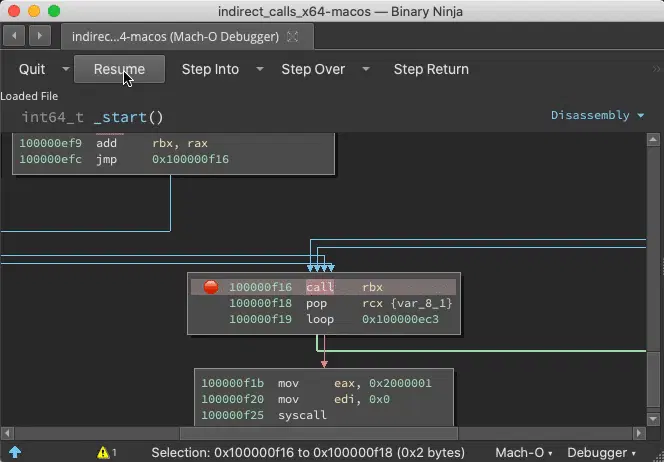 indirect_calls_x64-macos — Binary Ninja
indirec...4-macos (Mach-O Debugger)
Quit Resume Step Into Step Over Step Return
Loaded File
int64_t _start()
Disassembly
100000ef9 add rbx, rax
100000efc jmp 0x100000f16
100000f16 call rbx
100000f18 pop rcx {var_8_1}
100000f19 loop 0x100000ec3
100000f1b mov eax, 0x2000001
100000f20 mov edi, 0x0
100000f25 syscall
1 Selection: 0x100000f16 to 0x100000f18 (0x2 bytes) Mach-O Debugger